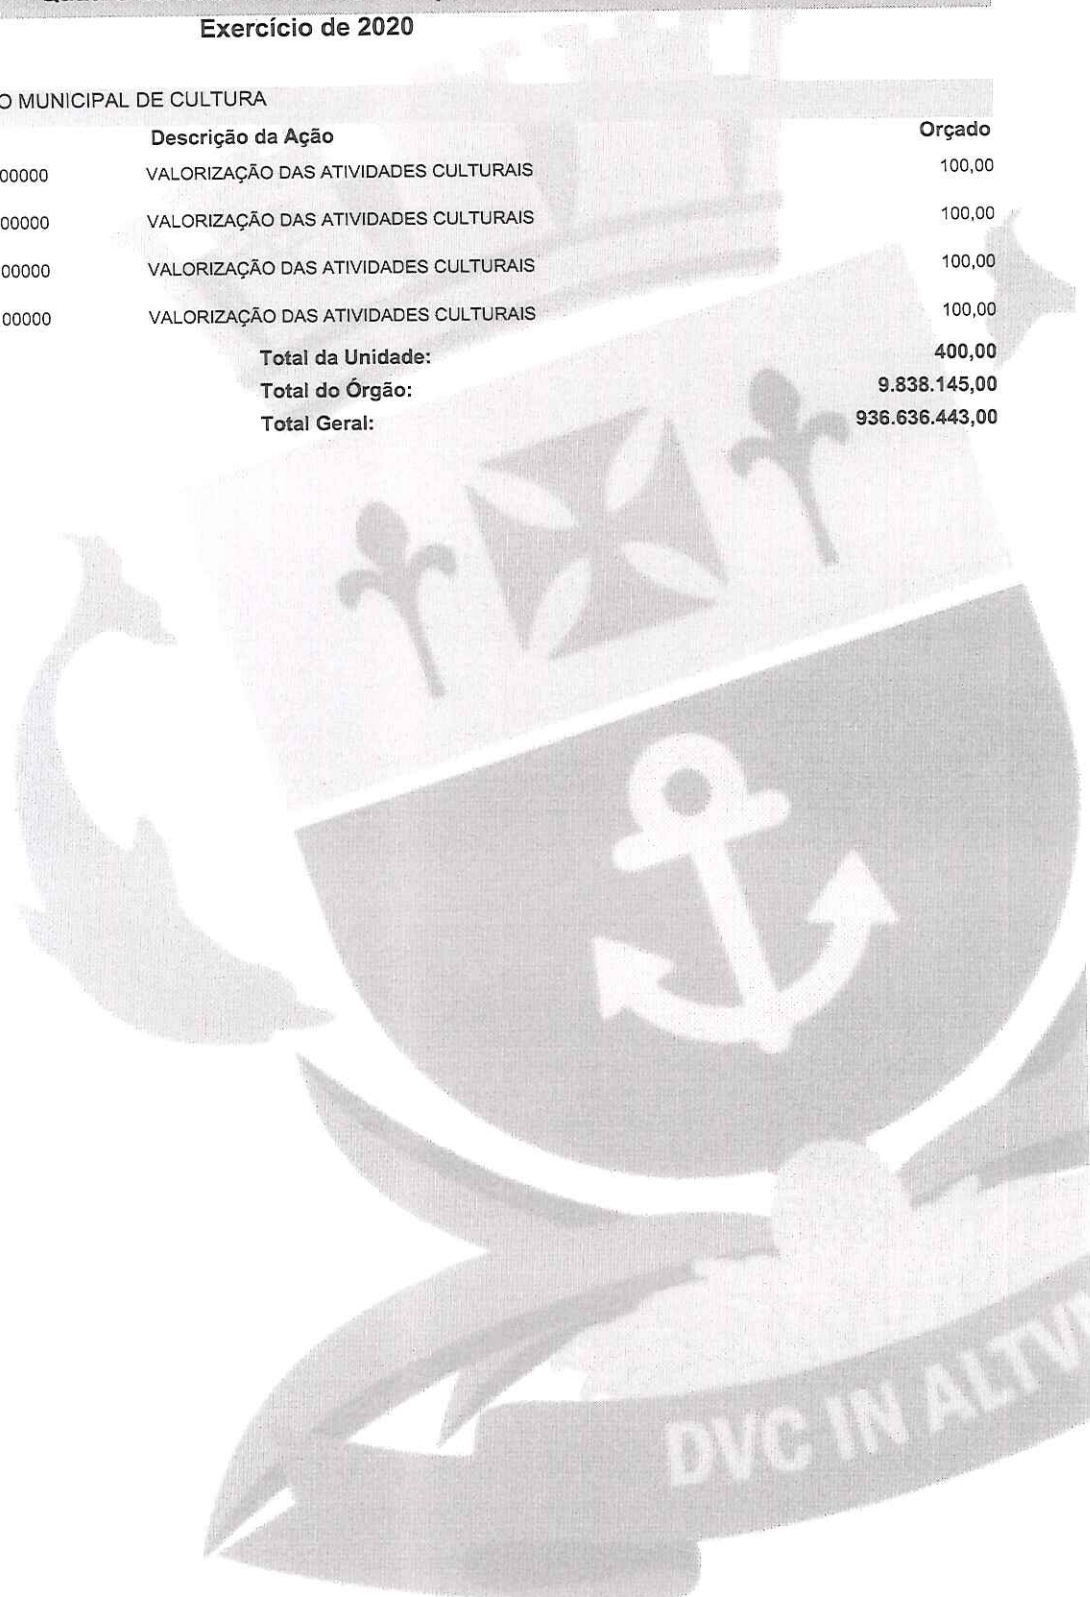 Exercício de 2020
O MUNICIPAL DE CULTURA
Descrição da Ação Orçado
00000 VALORIZAÇÃO DAS ATIVIDADES CULTURAIS 100,00
00000 VALORIZAÇÃO DAS ATIVIDADES CULTURAIS 100,00
00000 VALORIZAÇÃO DAS ATIVIDADES CULTURAIS 100,00
00000 VALORIZAÇÃO DAS ATIVIDADES CULTURAIS 100,00
Total da Unidade: 400,00
Total do Órgão: 9.838.145,00
Total Geral: 936.636.443,00
DVC IN ALTV